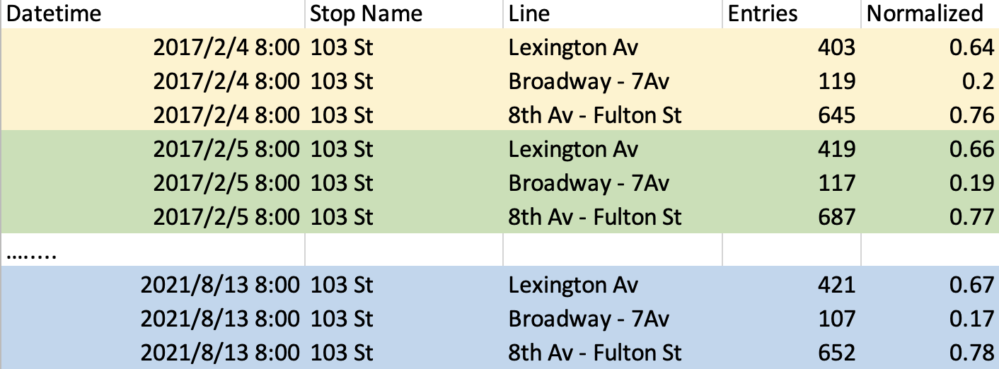 Datetime Stop Name Line Entries Normalized
2017/2/4 8:00 103 St Lexington Av 403 0.64
2017/2/4 8:00 103 St Broadway - 7Av 119 0.2
2017/2/4 8:00 103 St 8th Av - Fulton St 645 0.76
2017/2/5 8:00 103 St Lexington Av 419 0.66
2017/2/5 8:00 103 St Broadway - 7Av 117 0.19
2017/2/5 8:00 103 St 8th Av - Fulton St 687 0.77
........
2021/8/13 8:00 103 St Lexington Av 421 0.67
2021/8/13 8:00 103 St Broadway - 7Av 107 0.17
2021/8/13 8:00 103 St 8th Av - Fulton St 652 0.78